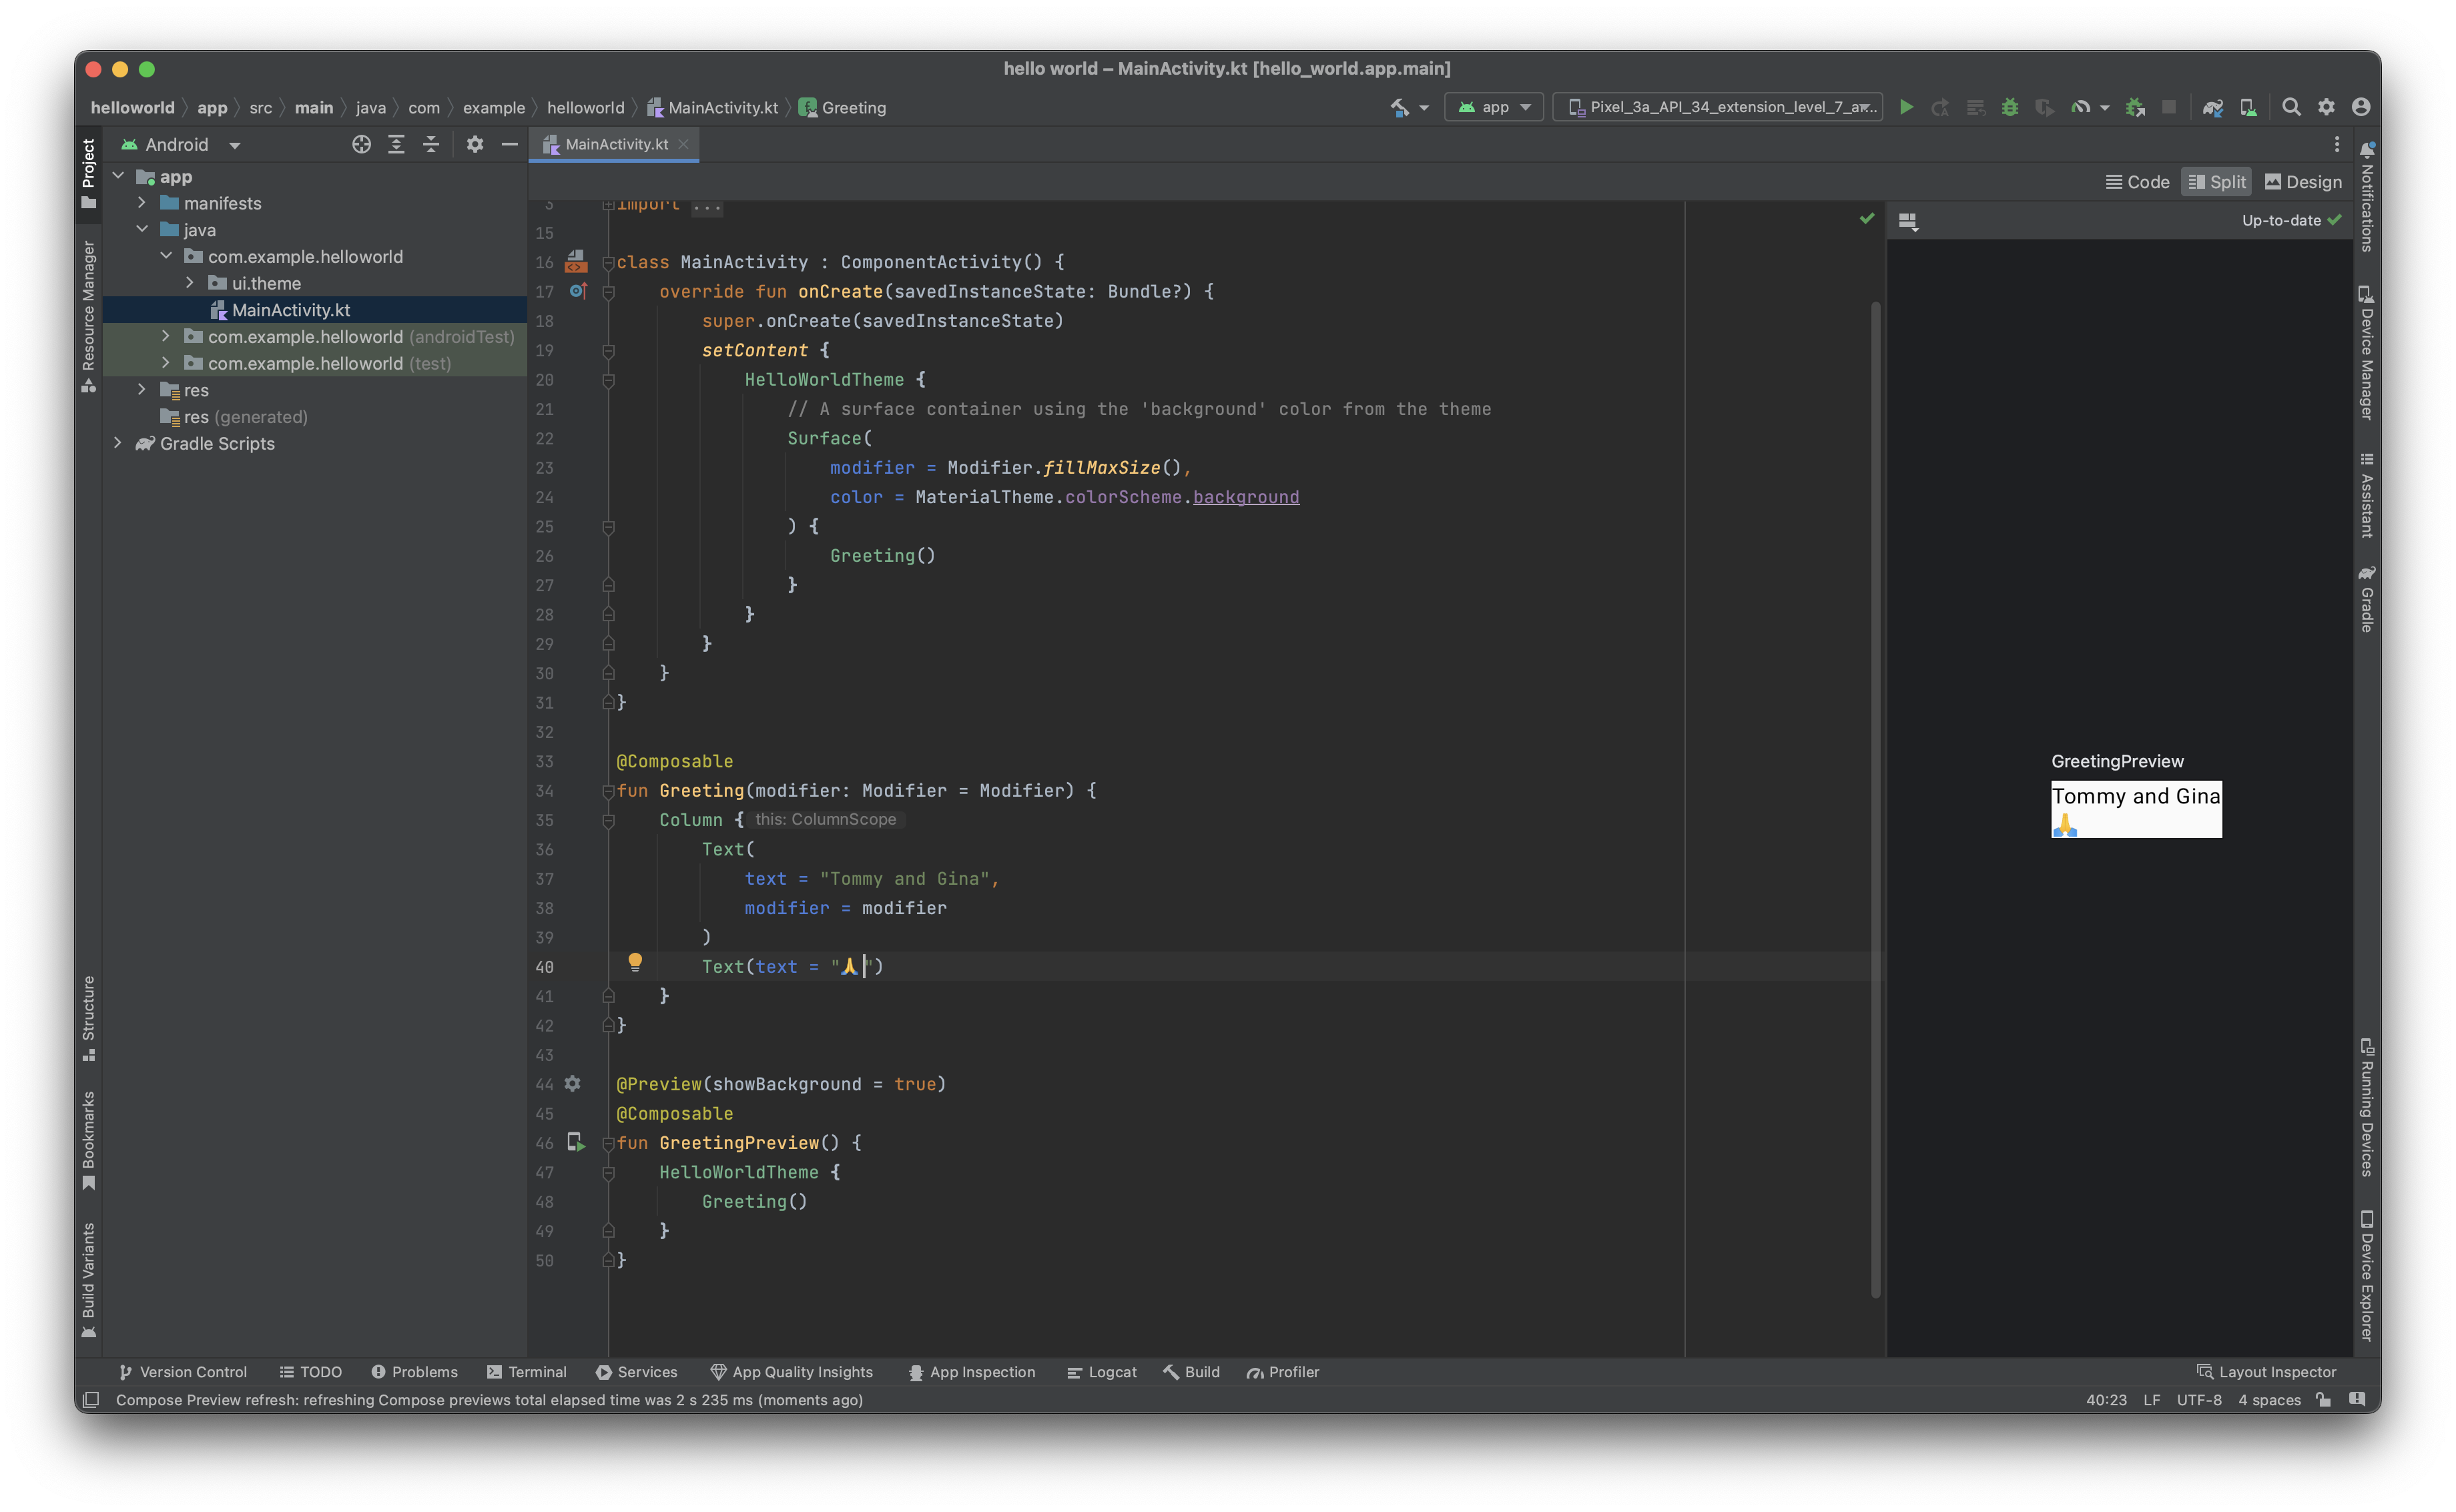 hello world – MainActivity.kt [hello_world.app.main]
helloworld app src main java com example helloworld MainActivity.kt Greeting
app
Pixel_3a_API_34_extension_level_7_a...
Project
Android
MainActivity.kt
Code
Split
Design
Up-to-date
app
manifests
java
com.example.helloworld
ui.theme
MainActivity.kt
com.example.helloworld (androidTest)
com.example.helloworld (test)
res
res (generated)
Gradle Scripts
Resource Manager
Structure
Bookmarks
Build Variants
3 import ...
15
16 class MainActivity : ComponentActivity() {
17 override fun onCreate(savedInstanceState: Bundle?) {
18 super.onCreate(savedInstanceState)
19 setContent {
20 HelloWorldTheme {
21 // A surface container using the 'background' color from the theme
22 Surface(
23 modifier = Modifier.fillMaxSize(),
24 color = MaterialTheme.colorScheme.background
25 ) {
26 Greeting()
27 }
28 }
29 }
30 }
31 }
32
33 @Composable
34 fun Greeting(modifier: Modifier = Modifier) {
35 Column { this: ColumnScope
36 Text(
37 text = "Tommy and Gina",
38 modifier = modifier
39 )
40 Text(text = "🙏")
41 }
42 }
43
44 @Preview(showBackground = true)
45 @Composable
46 fun GreetingPreview() {
47 HelloWorldTheme {
48 Greeting()
49 }
50 }
GreetingPreview
Tommy and Gina
🙏
Notifications
Device Manager
Assistant
Gradle
Running Devices
Device Explorer
Version Control TODO Problems Terminal Services App Quality Insights App Inspection Logcat Build Profiler Layout Inspector
Compose Preview refresh: refreshing Compose previews total elapsed time was 2 s 235 ms (moments ago) 40:23 LF UTF-8 4 spaces